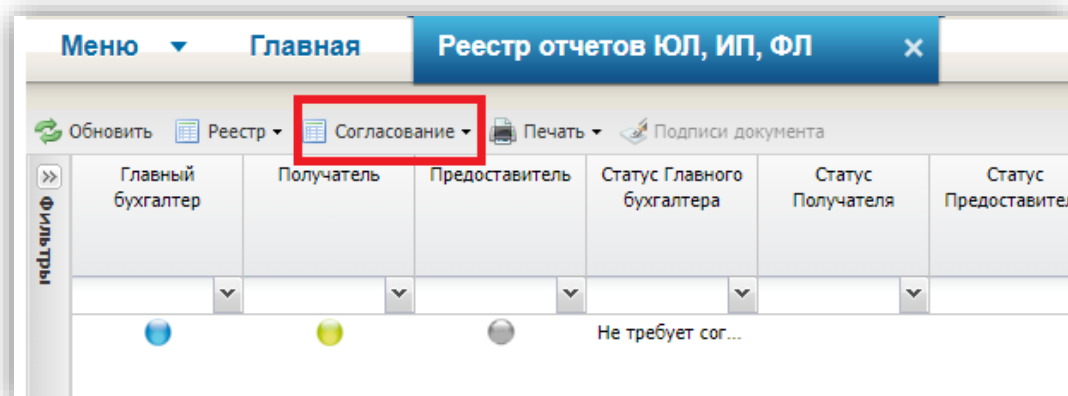 Меню Главная Реестр отчетов ЮЛ, ИП, ФЛ ×
Обновить Реестр Согласование Печать Подписи документа
Фильтры
Главный бухгалтер
Получатель
Предоставитель
Статус Главного бухгалтера
Статус Получателя
Статус Предоставител
Не требует сог...